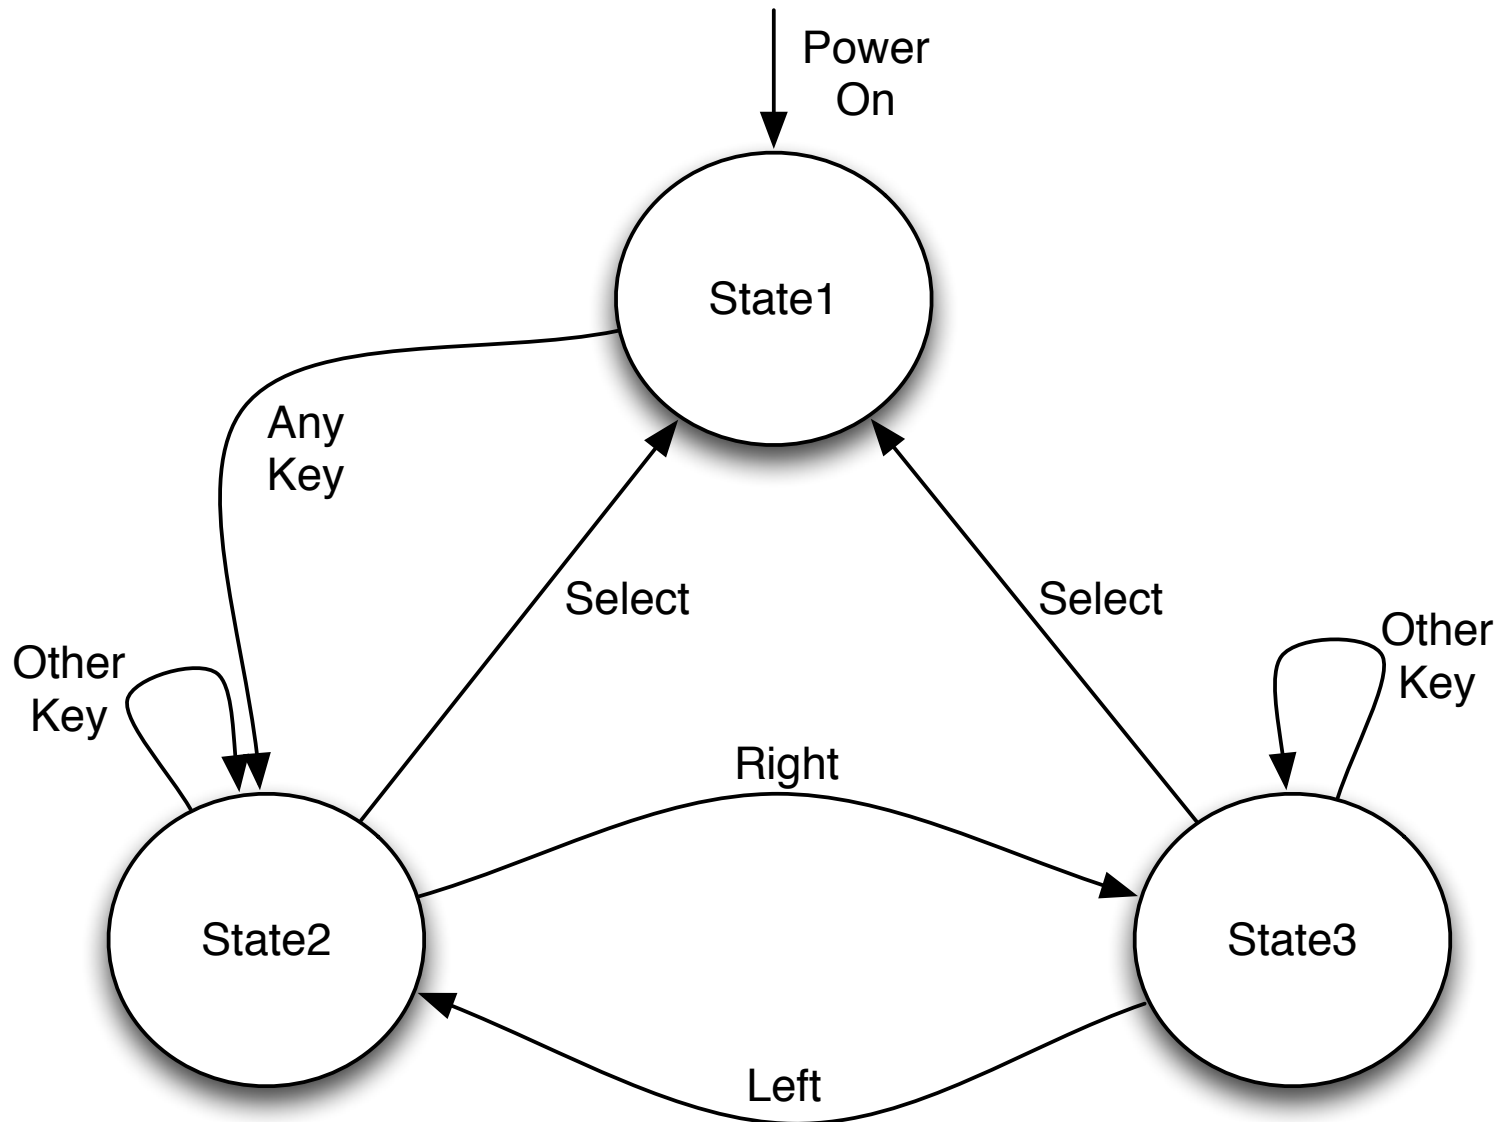 Power
On
State1
Any
Key
Select
Select
Other
Key
Other
Key
Right
State2
State3
Left